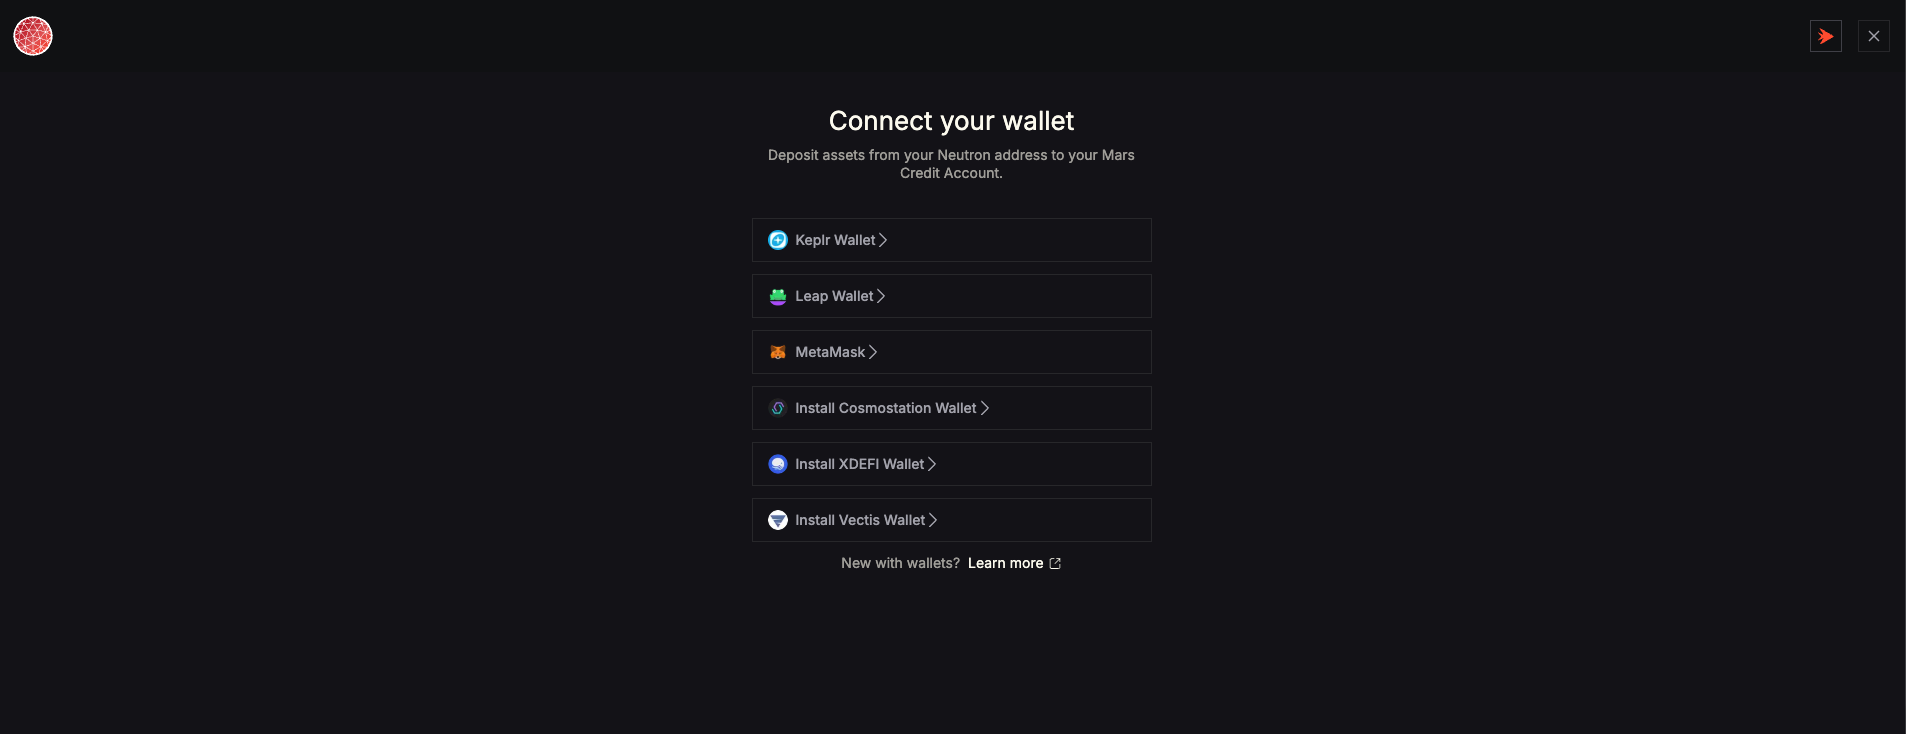 Connect your wallet
Deposit assets from your Neutron address to your Mars
Credit Account.
Keplr Wallet
Leap Wallet
MetaMask
Install Cosmostation Wallet
Install XDEFI Wallet
Install Vectis Wallet
New with wallets? Learn more